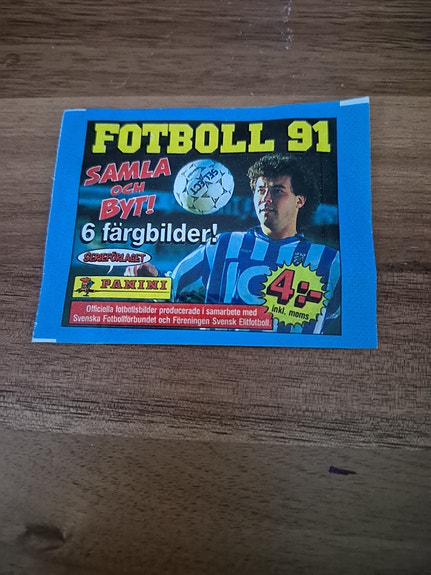 FOTBOLL 91
SAMLA
OCH
BYT!
SELECT
6 färgbilder!
SERIEFÖRLAGET
PANINI
4:-
inkl. moms
Officiella fotbollsbilder producerade i samarbete med
Svenska Fotbollförbundet och Föreningen Svensk Elitfotboll.